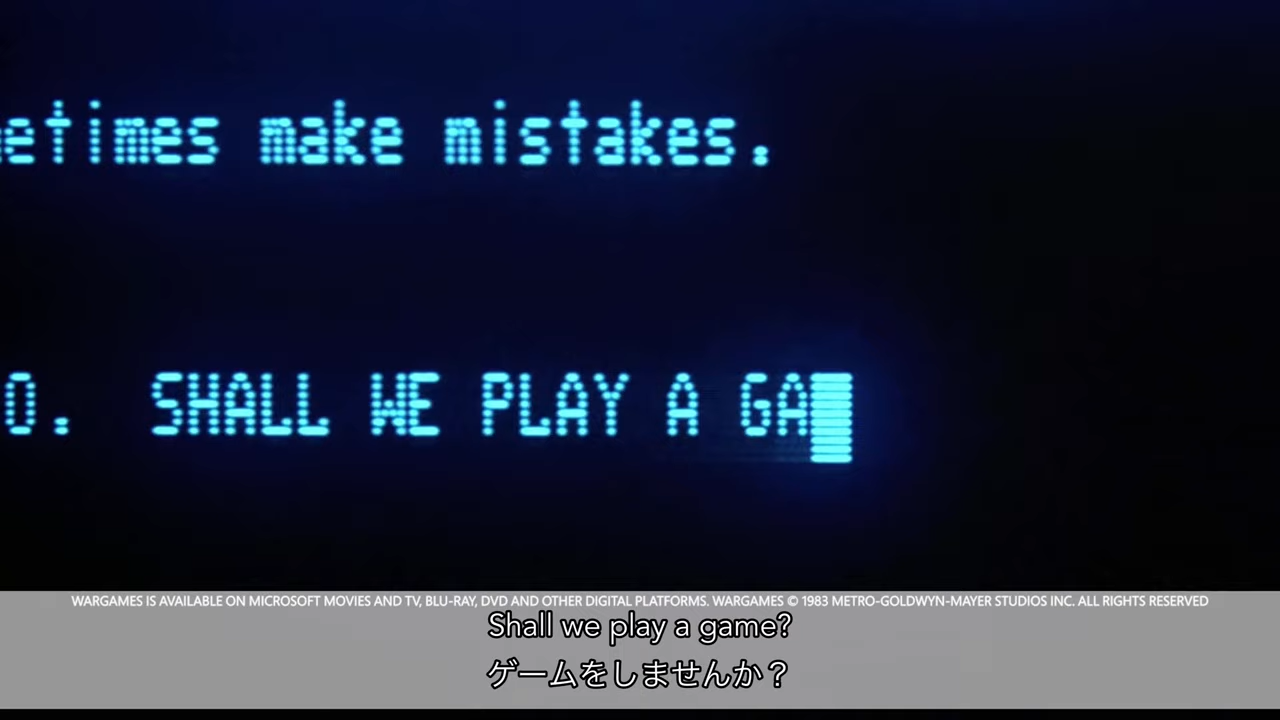 etimes make mistakes.
O. SHALL WE PLAY A GA
WARGAMES IS AVAILABLE ON MICROSOFT MOVIES AND TV, BLU-RAY, DVD AND OTHER DIGITAL PLATFORMS. WARGAMES © 1983 METRO-GOLDWYN-MAYER STUDIOS INC. ALL RIGHTS RESERVED
Shall we play a game?
ゲームをしませんか？